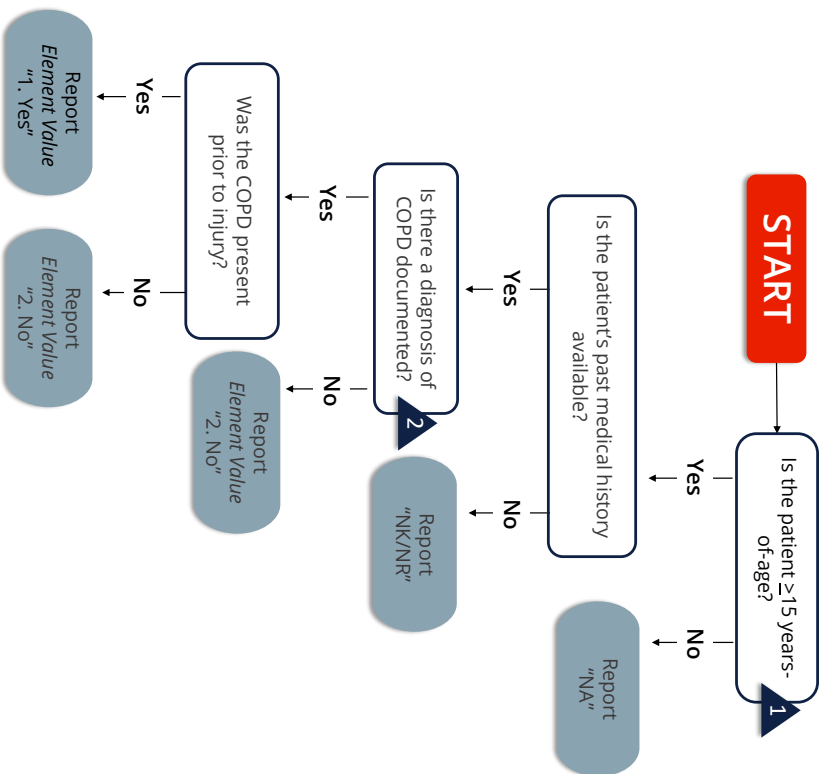 START
Is the patient >15 years-
of-age?
1
Yes
No
Report
"NA"
Is the patient's past medical history
available?
Yes
No
Report
"NK/NR"
Is there a diagnosis of
COPD documented?
2
Yes
No
Report
Element Value
"2. No"
Was the COPD present
prior to injury?
Yes
No
Report
Element Value
"1. Yes"
Report
Element Value
"2. No"